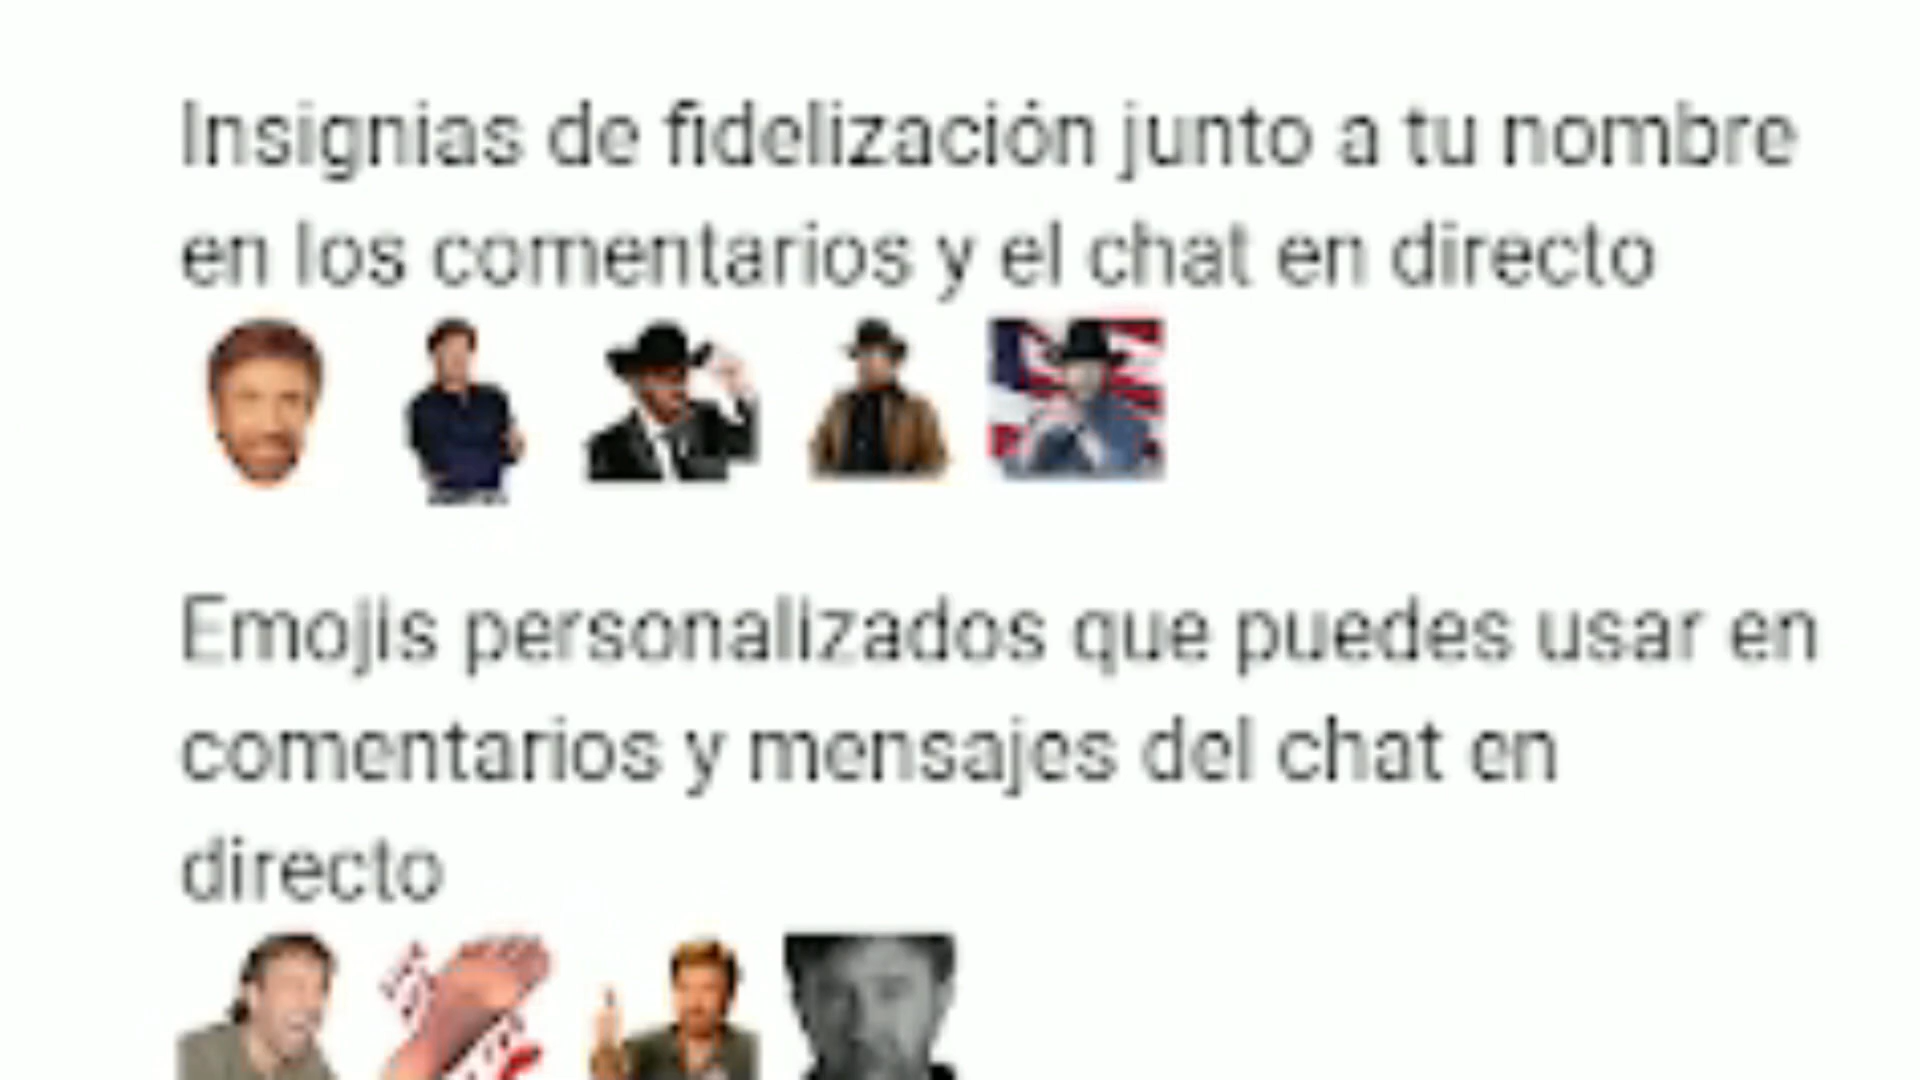 Insignias de fidelización junto a tu nombre
en los comentarios y el chat en directo
Emojis personalizados que puedes usar en
comentarios y mensajes del chat en
directo